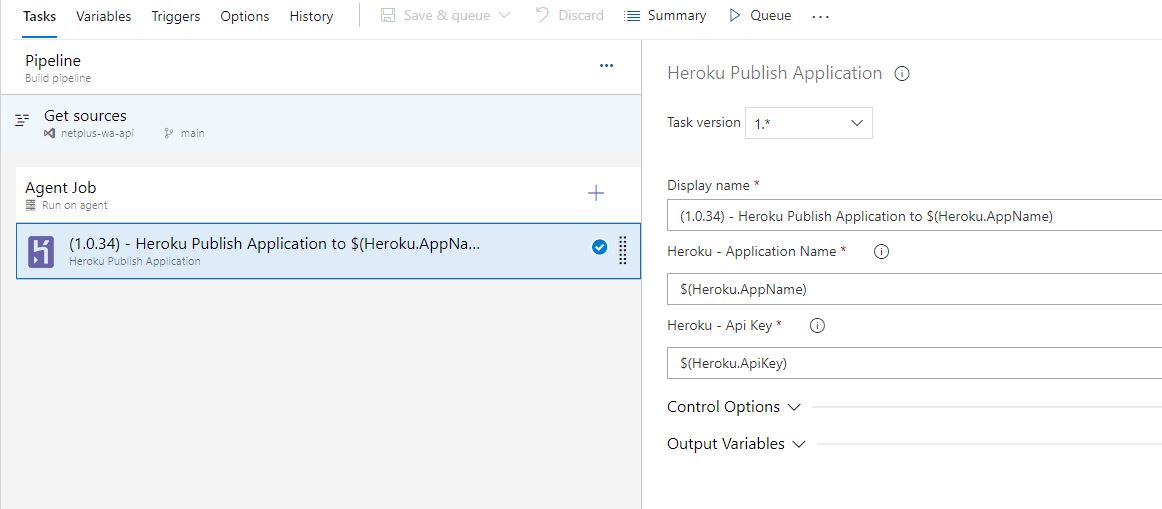 Tasks Variables Triggers Options History Save & queue Discard Summary Queue ...
Pipeline
Build pipeline
Get sources
netplus-wa-api main
Agent Job
Run on agent
(1.0.34) - Heroku Publish Application to $(Heroku.AppNa...
Heroku Publish Application
Heroku Publish Application
Task version 1.*
Display name *
(1.0.34) - Heroku Publish Application to $(Heroku.AppName)
Heroku - Application Name *
$(Heroku.AppName)
Heroku - Api Key *
$(Heroku.ApiKey)
Control Options
Output Variables